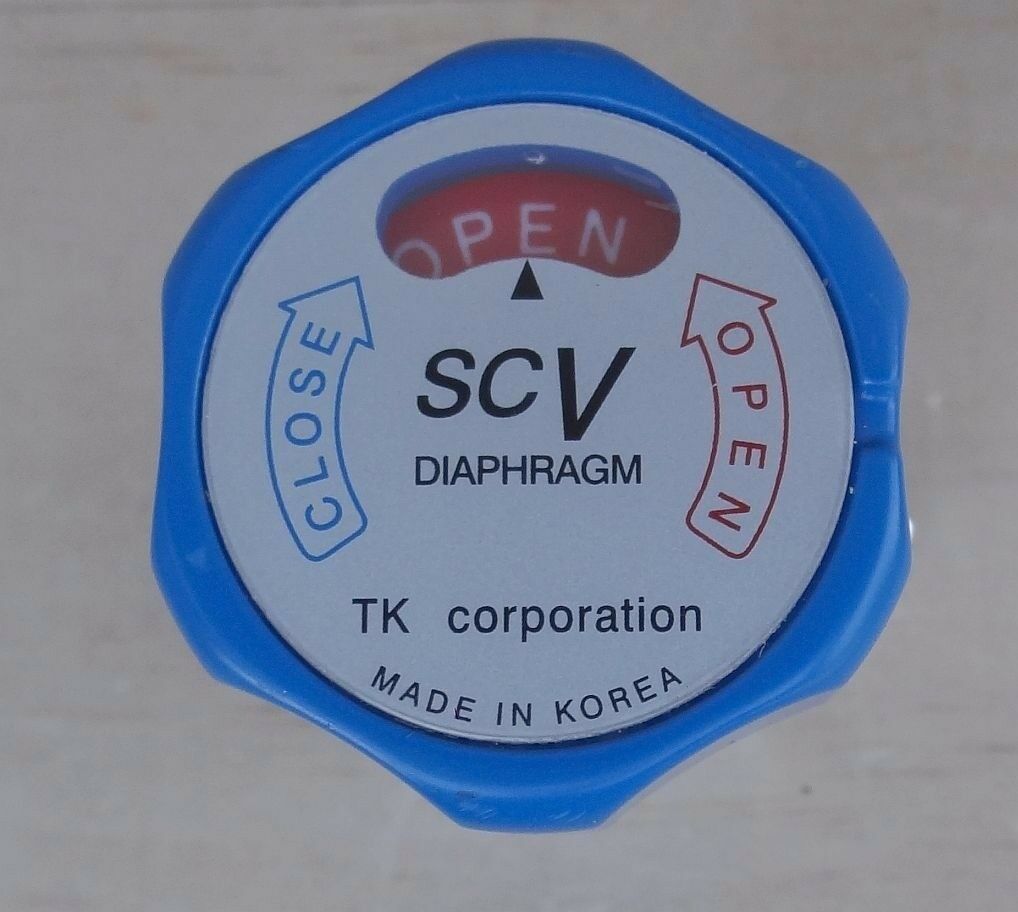 OPEN
CLOSE
OPEN
SCV
DIAPHRAGM
TK corporation
MADE IN KOREA